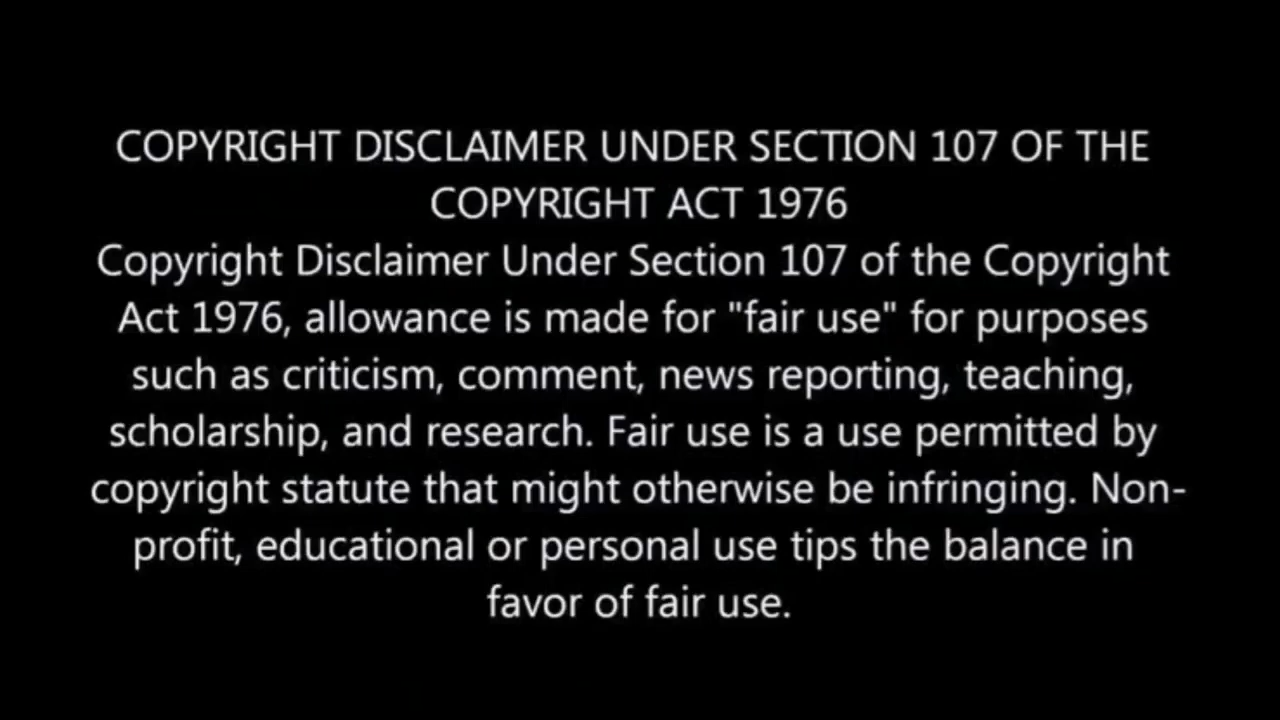 COPYRIGHT DISCLAIMER UNDER SECTION 107 OF THE
COPYRIGHT ACT 1976
Copyright Disclaimer Under Section 107 of the Copyright
Act 1976, allowance is made for "fair use" for purposes
such as criticism, comment, news reporting, teaching,
scholarship, and research. Fair use is a use permitted by
copyright statute that might otherwise be infringing. Non-
profit, educational or personal use tips the balance in
favor of fair use.